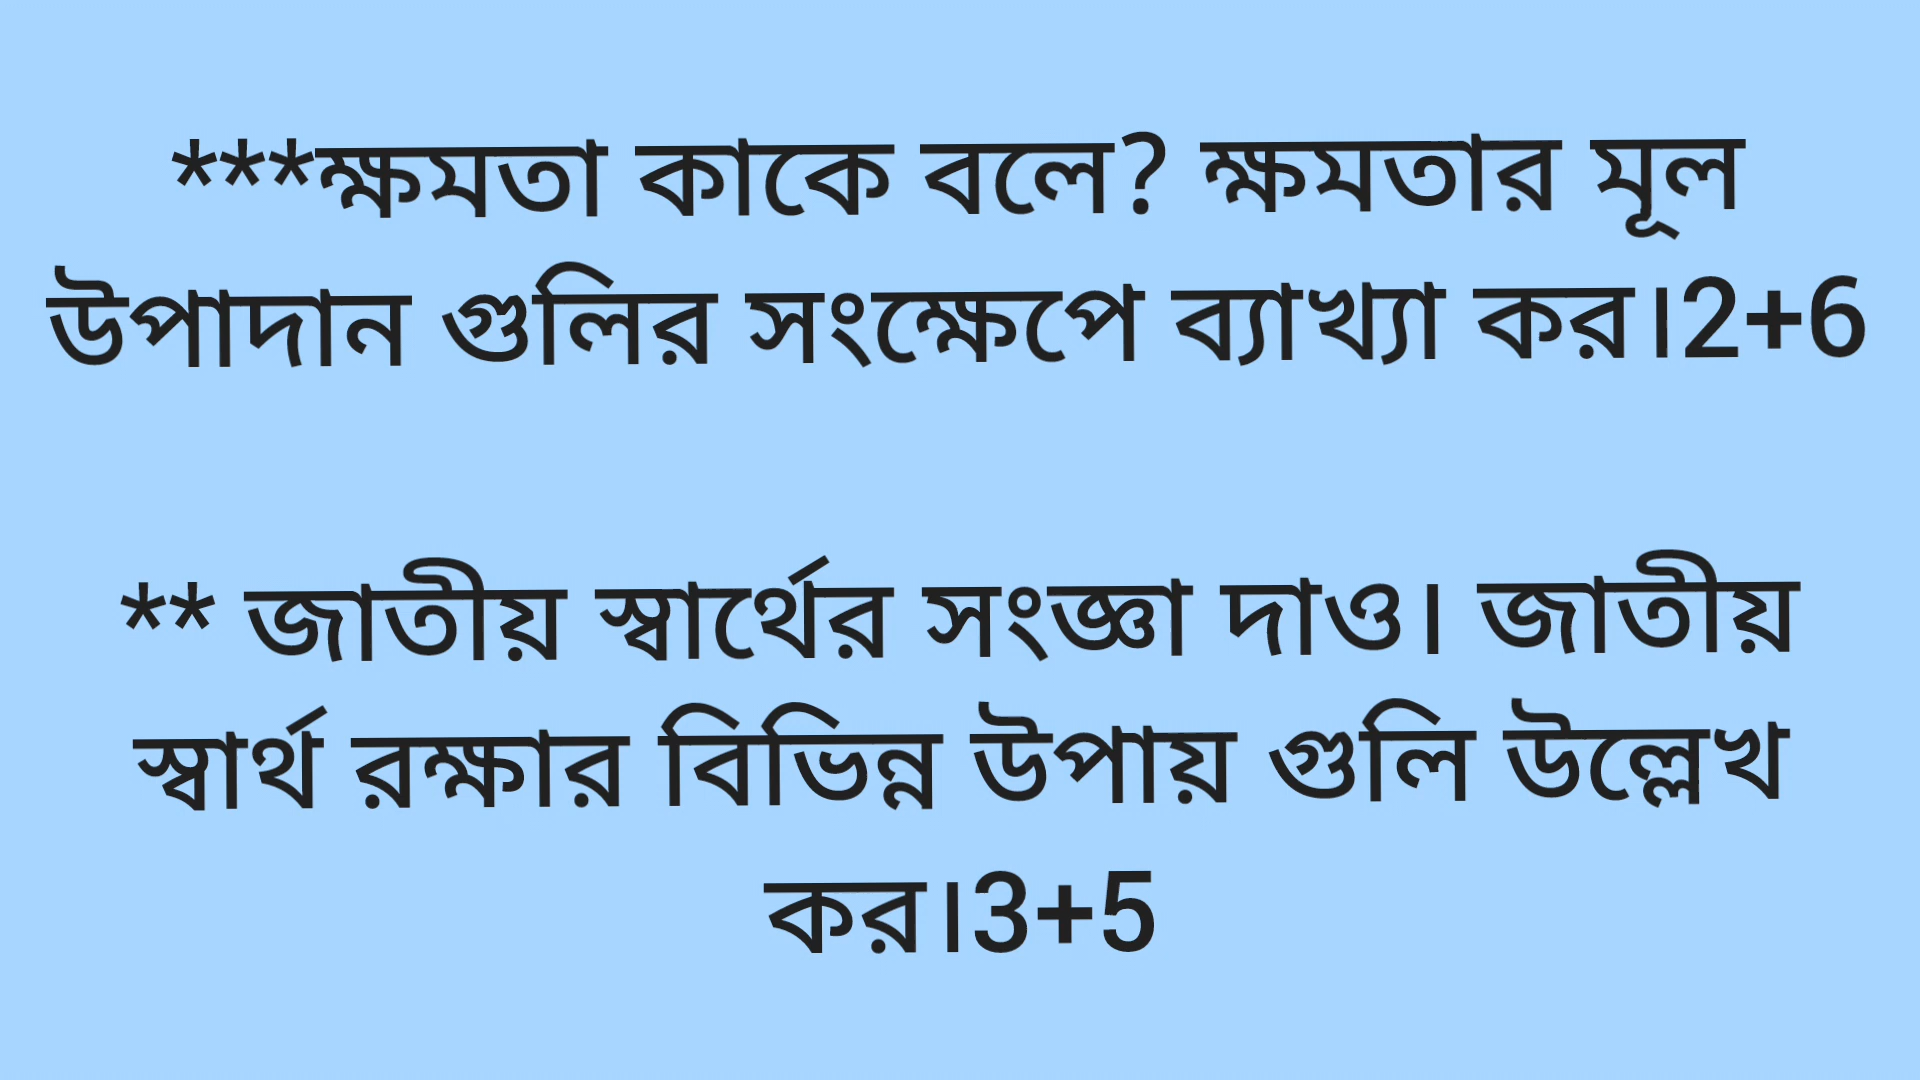 ***ক্ষমতা কাকে বলে? ক্ষমতার মূল
উপাদান গুলির সংক্ষেপে ব্যাখ্যা কর।2+6
** জাতীয় স্বার্থের সংজ্ঞা দাও। জাতীয়
স্বার্থ রক্ষার বিভিন্ন উপায় গুলি উল্লেখ
কর।3+5